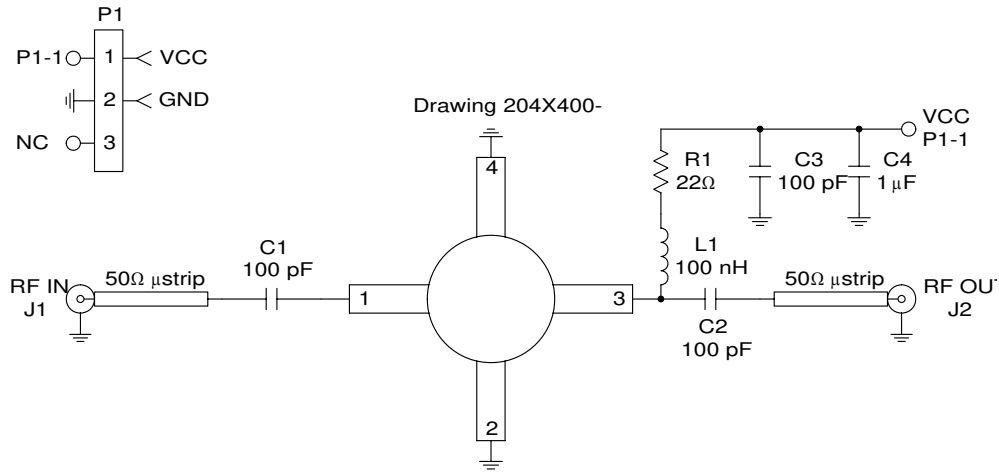 P1
P1-1 1 VCC
2 GND
NC 3
Drawing 204X400-
4
VCC
P1-1
R1
22Ω
C3
100 pF
C4
1 µF
C1
100 pF
L1
100 nH
RF IN
J1
50Ω µstrip
1
3
C2
100 pF
50Ω µstrip
RF OUT
J2
2